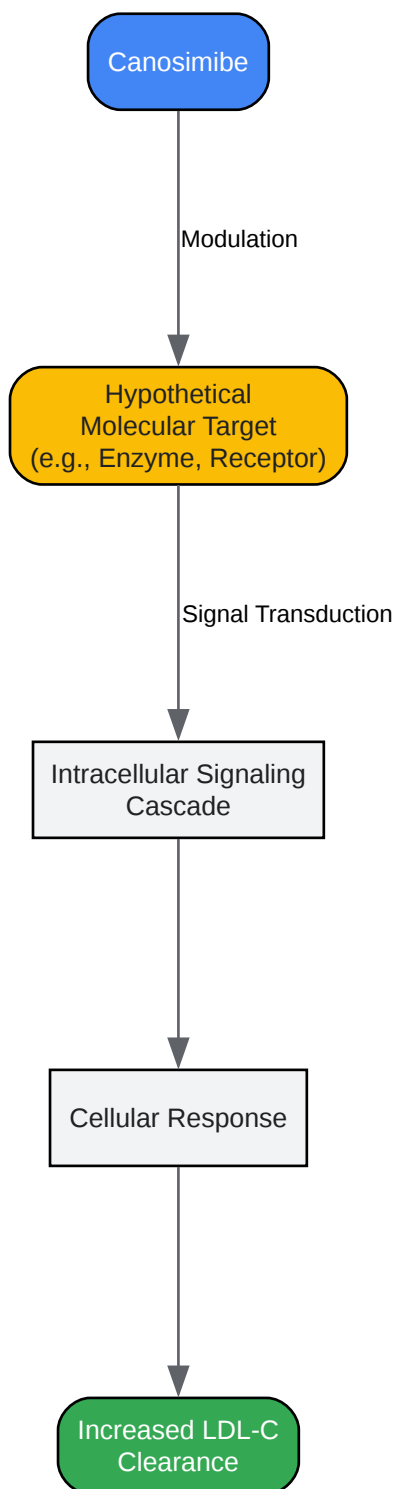 Canosimibe
Modulation
Hypothetical
Molecular Target
(e.g., Enzyme, Receptor)
Signal Transduction
Intracellular Signaling
Cascade
Cellular Response
Increased LDL-C
Clearance